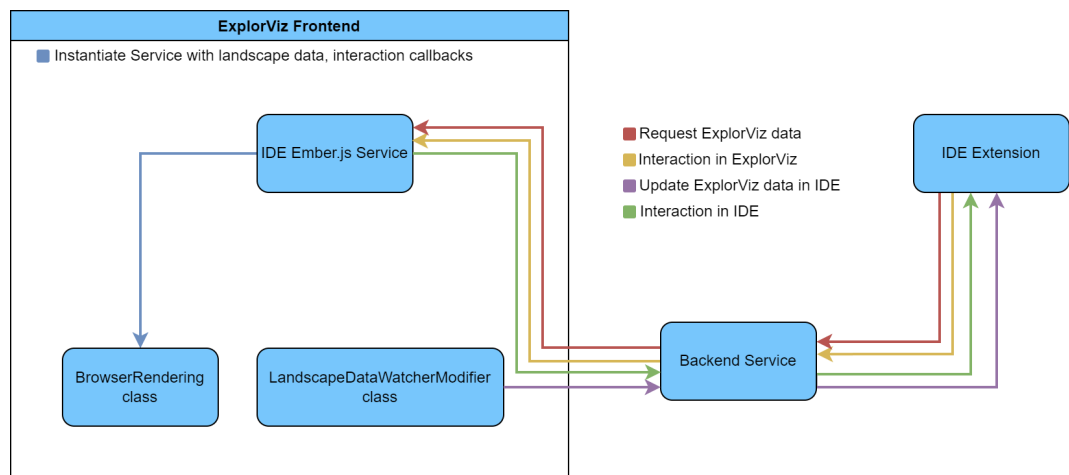 ExplorViz Frontend
Instantiate Service with landscape data, interaction callbacks
IDE Ember.js Service
Request ExplorViz data
Interaction in ExplorViz
Update ExplorViz data in IDE
Interaction in IDE
IDE Extension
BrowserRendering
class
LandscapeDataWatcherModifier
class
Backend Service